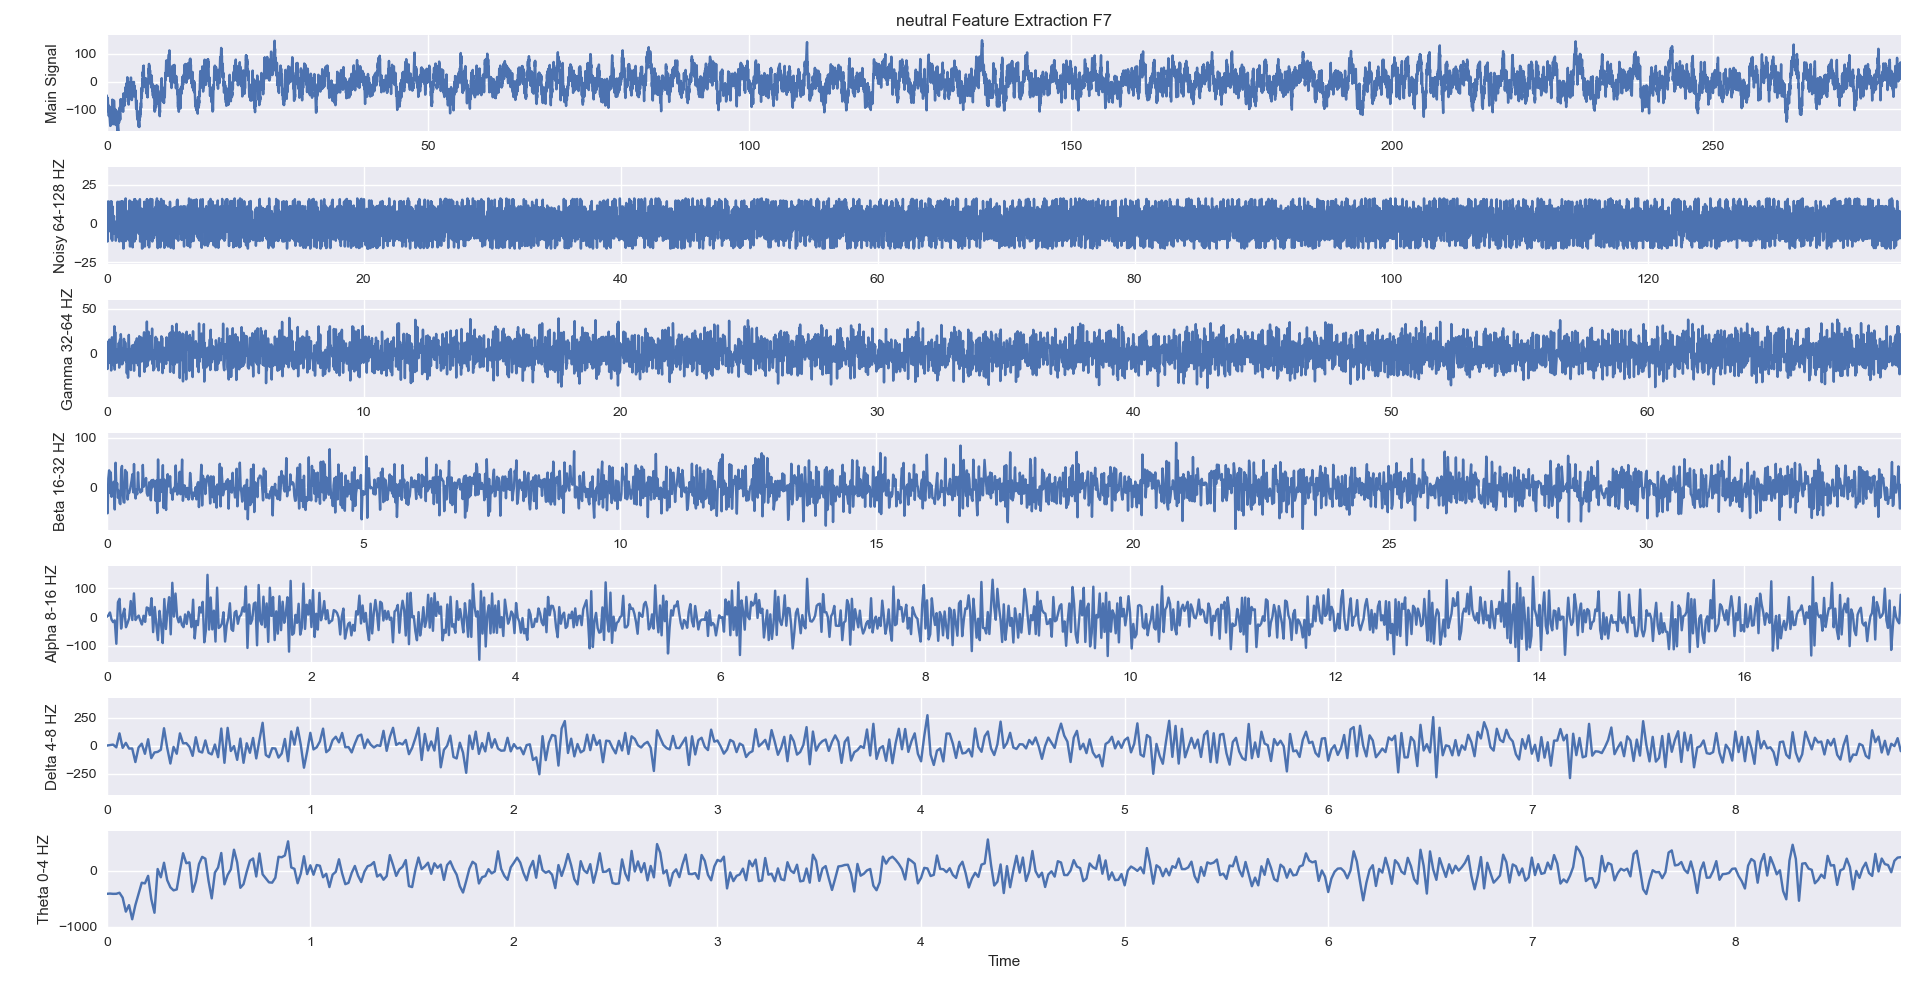 neutral Feature Extraction F7
Main Signal
100
0
−100
0 50 100 150 200 250
Noisy 64-128 HZ
25
0
−25
0 20 40 60 80 100 120
Gamma 32-64 HZ
50
0
0 10 20 30 40 50 60
Beta 16-32 HZ
100
0
0 5 10 15 20 25 30
Alpha 8-16 HZ
100
0
−100
0 2 4 6 8 10 12 14 16
Delta 4-8 HZ
250
0
−250
0 1 2 3 4 5 6 7 8
Theta 0-4 HZ
0
−1000
0 1 2 3 4 5 6 7 8
Time